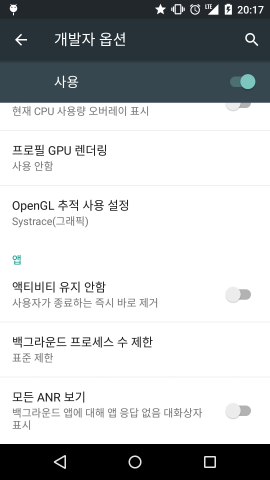 LTE 20:17
개발자 옵션
사용
현재 CPU 사용량 오버레이 표시
프로필 GPU 렌더링
사용 안함
OpenGL 추적 사용 설정
Systrace(그래픽)
앱
액티비티 유지 안함
사용자가 종료하는 즉시 바로 제거
백그라운드 프로세스 수 제한
표준 제한
모든 ANR 보기
백그라운드 앱에 대해 앱 응답 없음 대화상자
표시